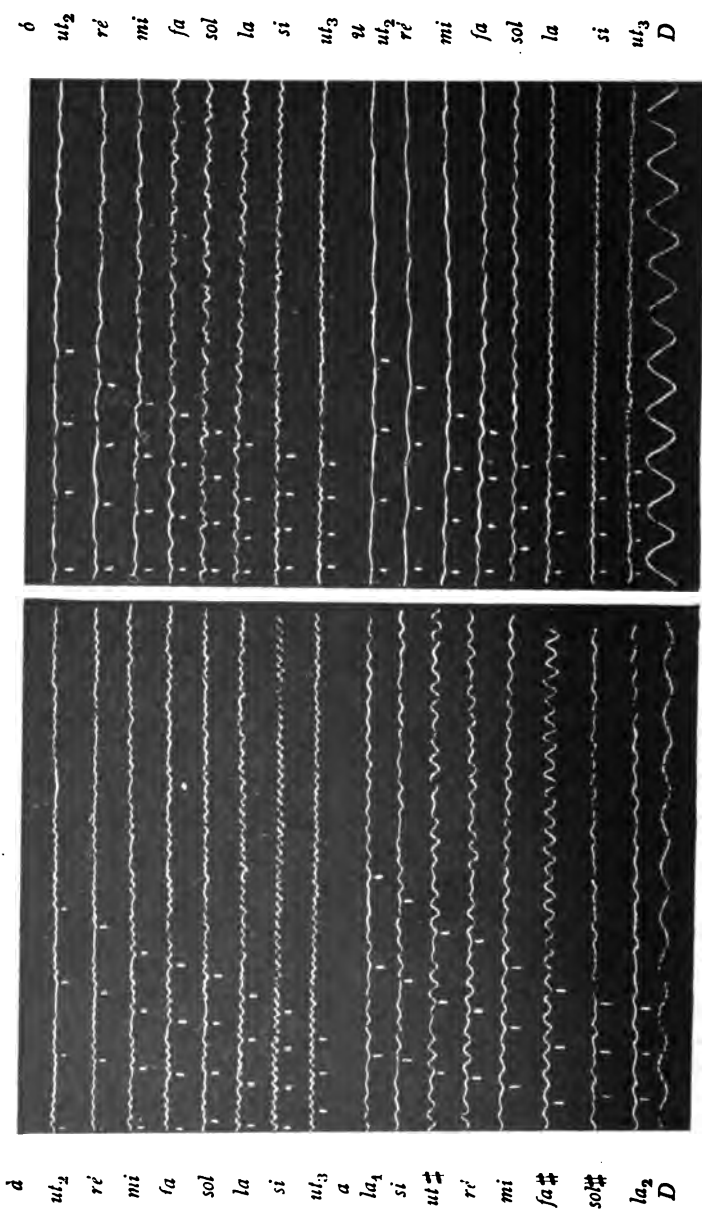 à
ut₂
ré
mi
fa
sol
la
si
ut₃
a
la₁
si
ut#
ré
mi
fa#
sol#
la₂
D
ó
ut₂
ré
mi
fa
sol
la
si
ut₃
u
ut₂
ré
mi
fa
sol
la
si
ut₃
D